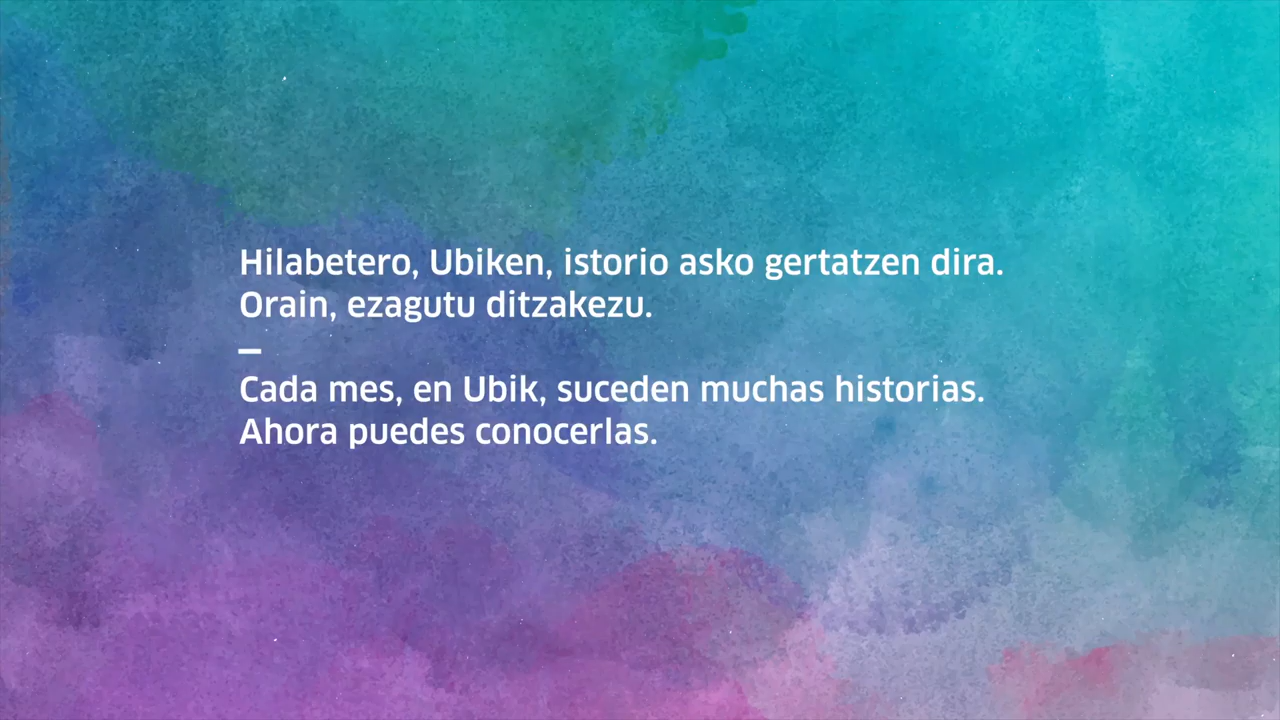 Hilabetero, Ubiken, istorio asko gertatzen dira.
Orain, ezagutu ditzakezu.
–
Cada mes, en Ubik, suceden muchas historias.
Ahora puedes conocerlas.